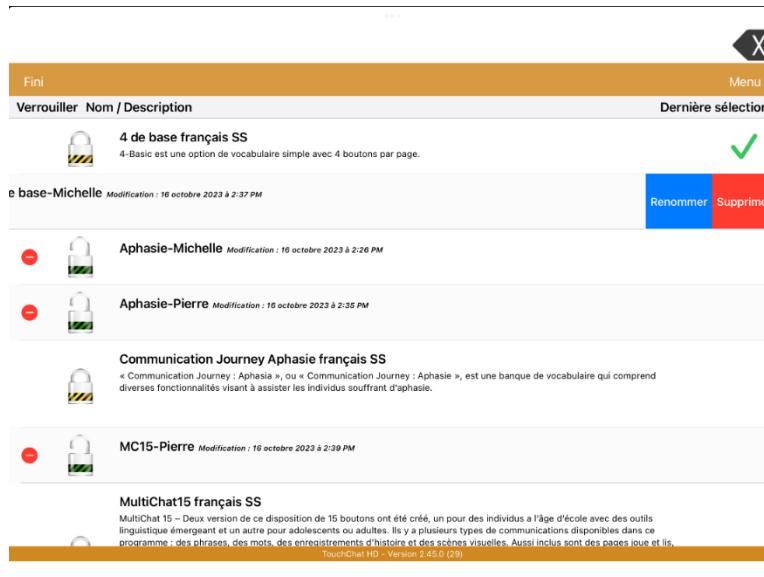 X
Fini Menu
Verrouiller Nom / Description Dernière sélection
4 de base français SS
4-Basic est une option de vocabulaire simple avec 4 boutons par page.
e base-Michelle Modification : 16 octobre 2023 à 2:37 PM
Renommer Supprime
Aphasie-Michelle Modification : 16 octobre 2023 à 2:26 PM
Aphasie-Pierre Modification : 16 octobre 2023 à 2:35 PM
Communication Journey Aphasie français SS
« Communication Journey : Aphasia », ou « Communication Journey : Aphasie », est une banque de vocabulaire qui comprend
diverses fonctionnalités visant à assister les individus souffrant d'aphasie.
MC15-Pierre Modification : 16 octobre 2023 à 2:39 PM
MultiChat15 français SS
MultiChat 15 – Deux version de ce disposition de 15 boutons ont été créé, un pour des individus a l'âge d'école avec des outils
linguistique émergeant et un autre pour adolescents ou adultes. Ils y a plusieurs types de communications disponibles dans ce
programme : des phrases, des mots, des enregistrements d'histoire et des scènes visuelles. Aussi inclus sont des pages joue et lis,
TouchChat HD - Version 2.45.0 (29)